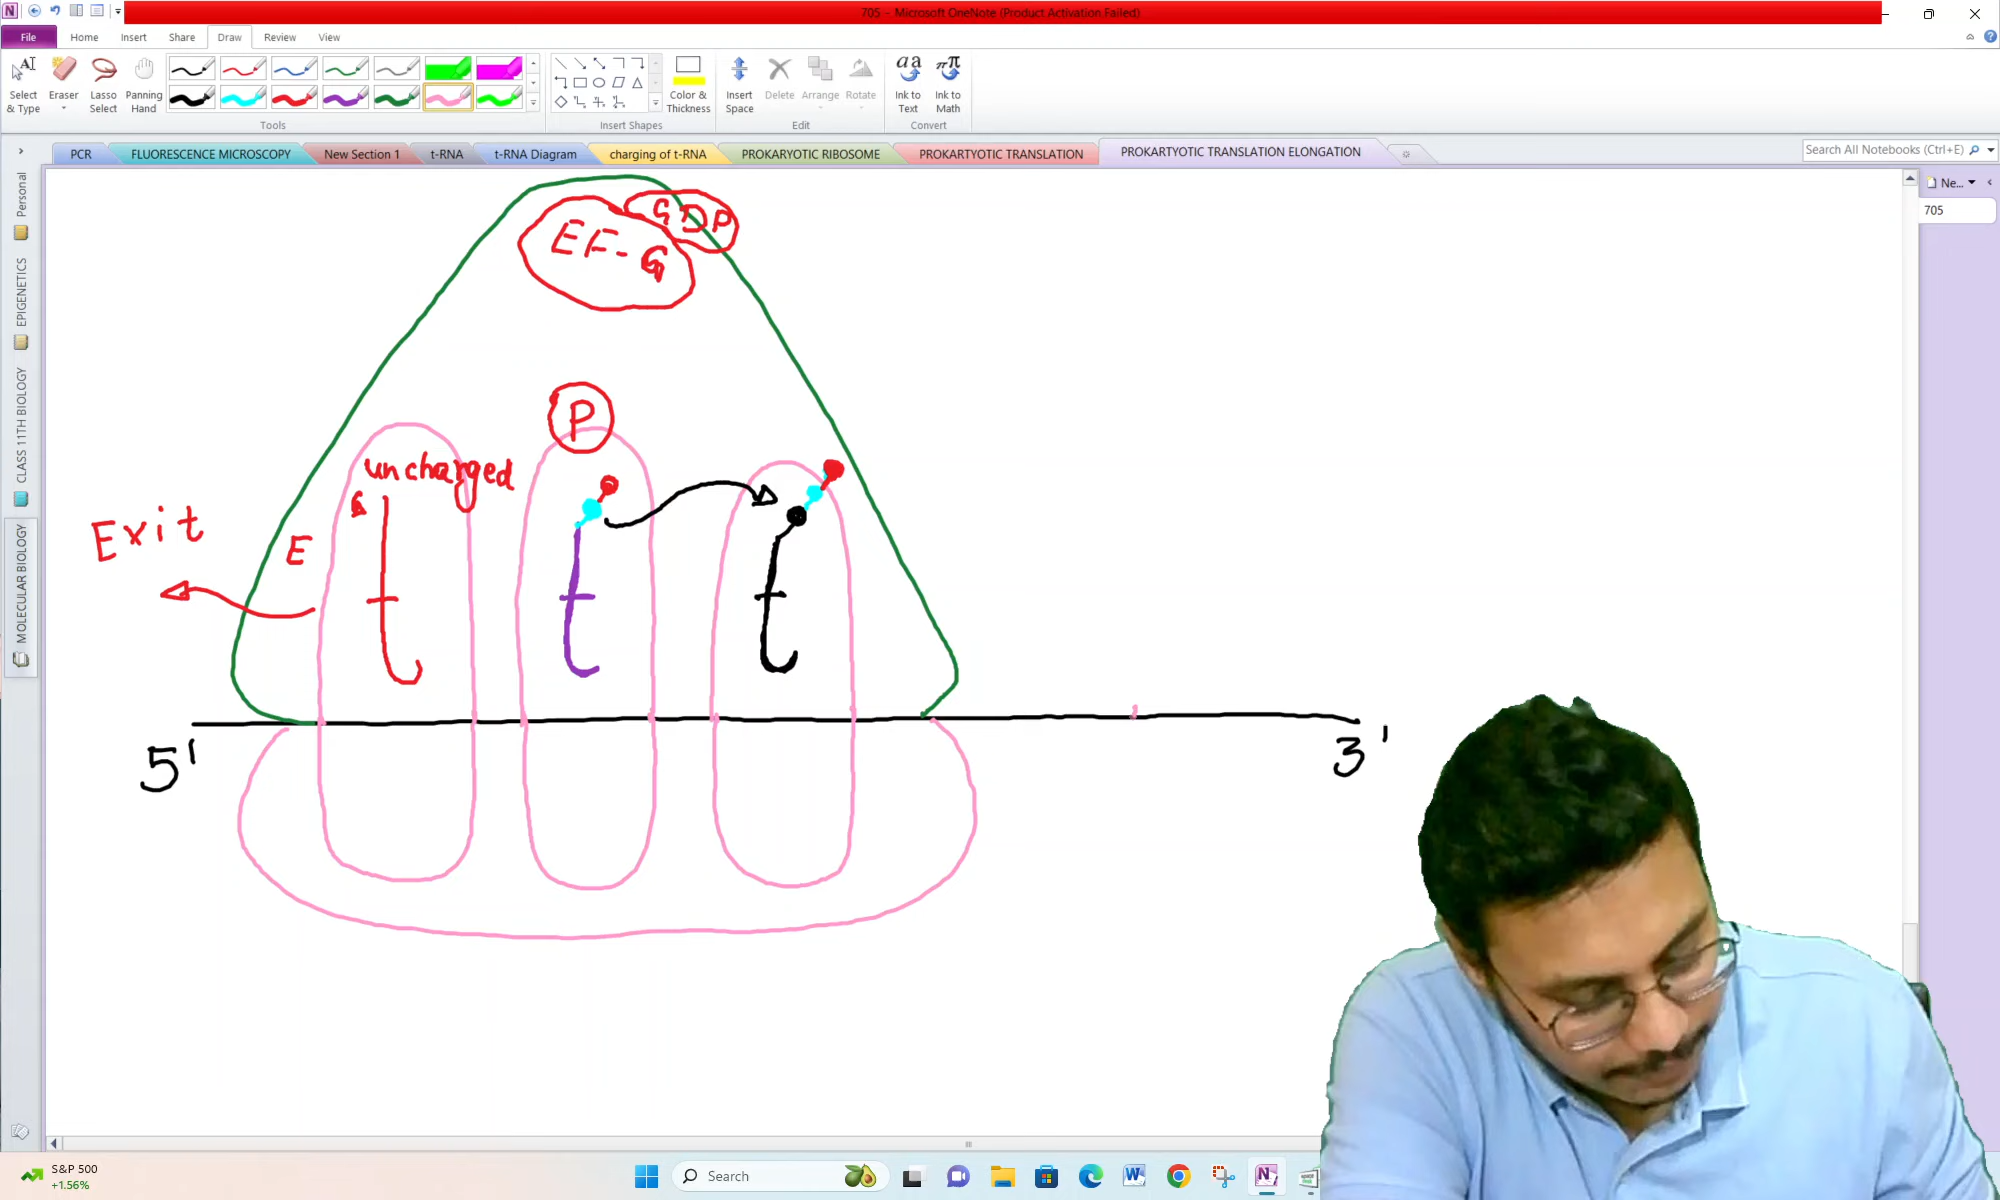 705 - Microsoft OneNote (Product Activation Failed)
File Home Insert Share Draw Review View
Select & Type
Eraser
Lasso Select
Panning Hand
Color & Thickness
Insert Space
Delete
Arrange
Rotate
Ink to Text
Ink to Math
Tools
Insert Shapes
Edit
Convert
PCR
FLUORESCENCE MICROSCOPY
New Section 1
t-RNA
t-RNA Diagram
charging of t-RNA
PROKARYOTIC RIBOSOME
PROKARTYOTIC TRANSLATION
PROKARTYOTIC TRANSLATION ELONGATION
Search All Notebooks (Ctrl+E)
Ne...
705
Personal
EPIGENETICS
CLASS 11TH BIOLOGY
MOLECULAR BIOLOGY
GDP
EF-G
P
uncharged
Exit
E
5'
3'
S&P 500
+1.56%
Search